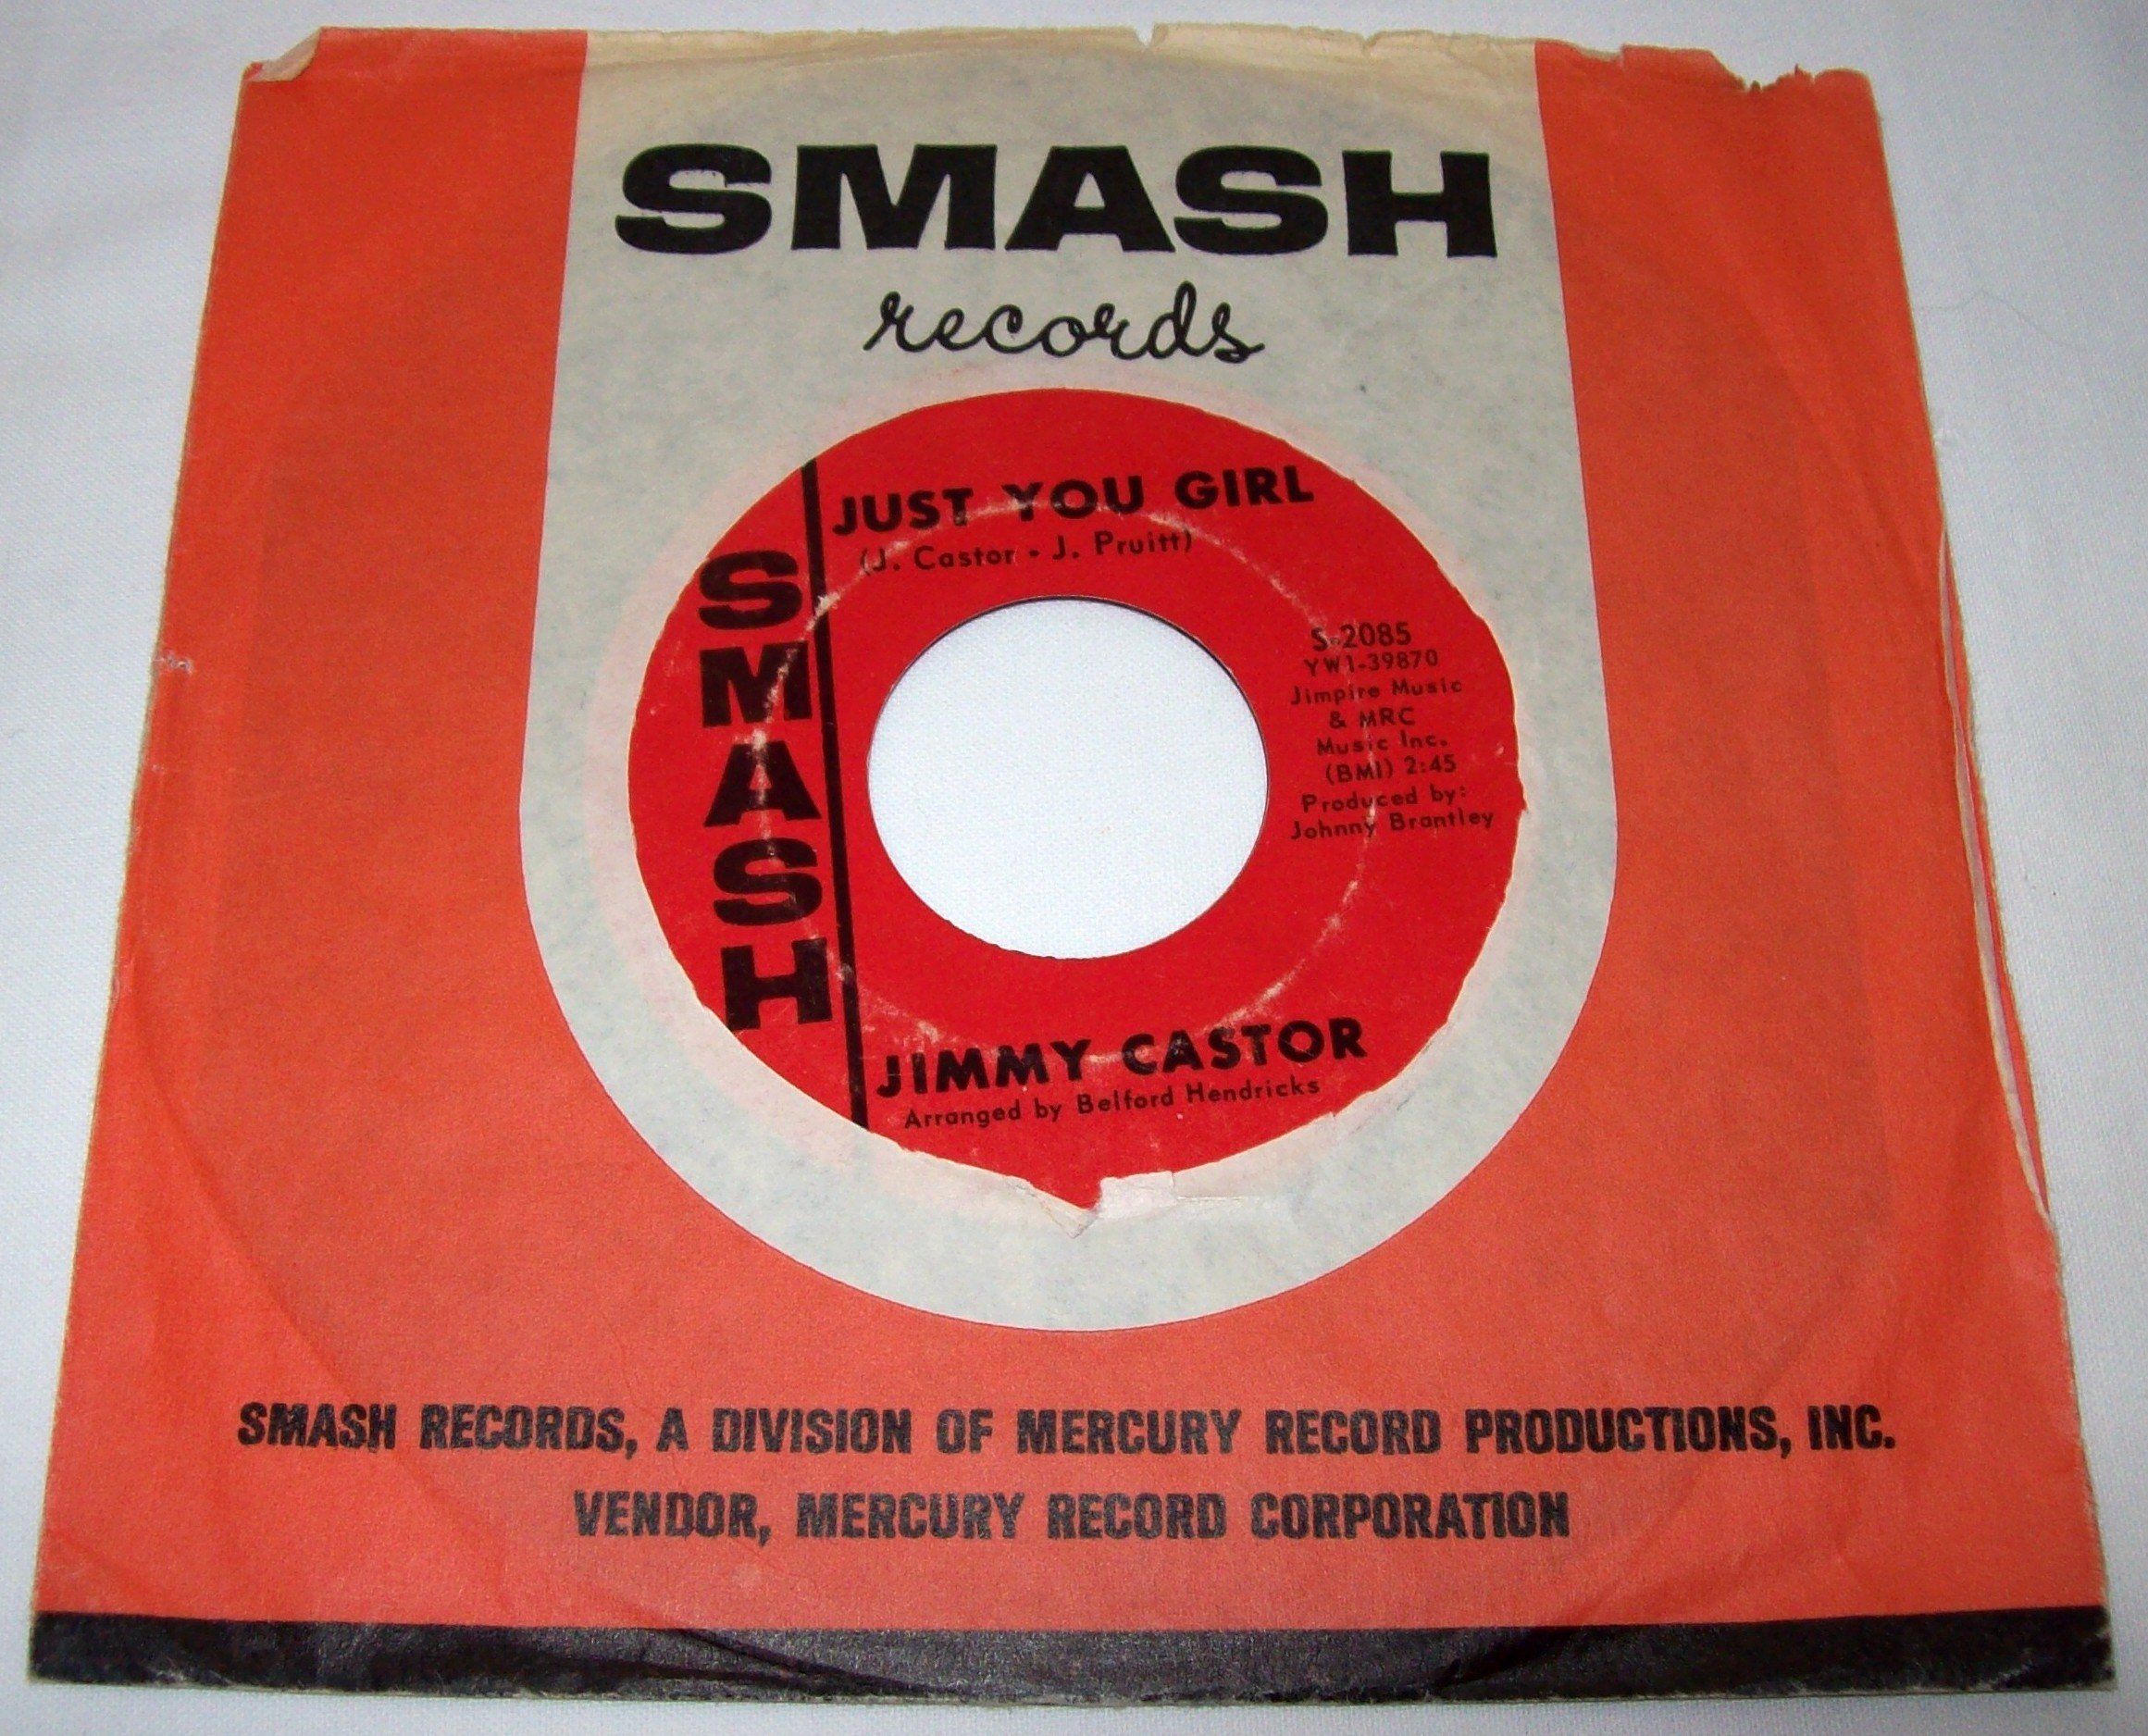 SMASH
records
JUST YOU GIRL
(J. Castor - J. Pruitt)
SMASH
S-2085
YW1-39870
Jimpire Music
& MRC
Music Inc.
(BMI) 2:45
Produced by:
Johnny Brantley
JIMMY CASTOR
Arranged by Belford Hendricks
SMASH RECORDS, A DIVISION OF MERCURY RECORD PRODUCTIONS, INC.
VENDOR, MERCURY RECORD CORPORATION